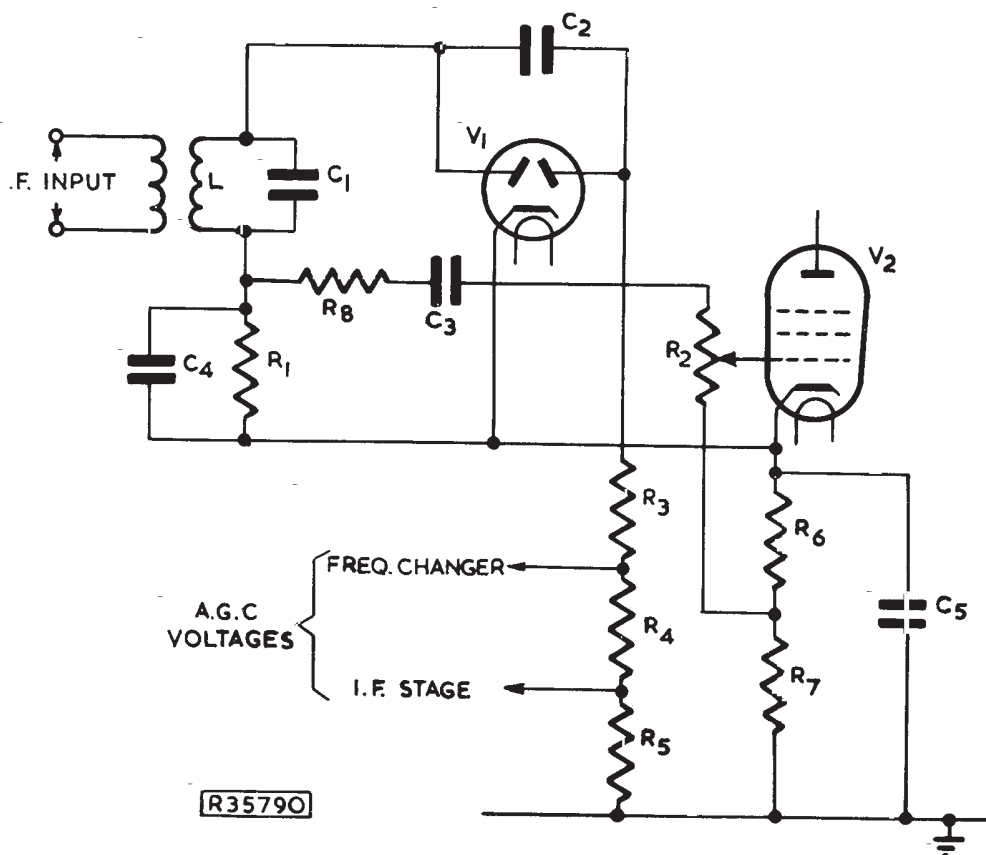 C2
V1
.F. INPUT
L
C1
V2
R8
C3
R2
C4
R1
R3
R6
FREQ. CHANGER
A.G.C
VOLTAGES
R4
C5
I.F. STAGE
R7
R5
R35790